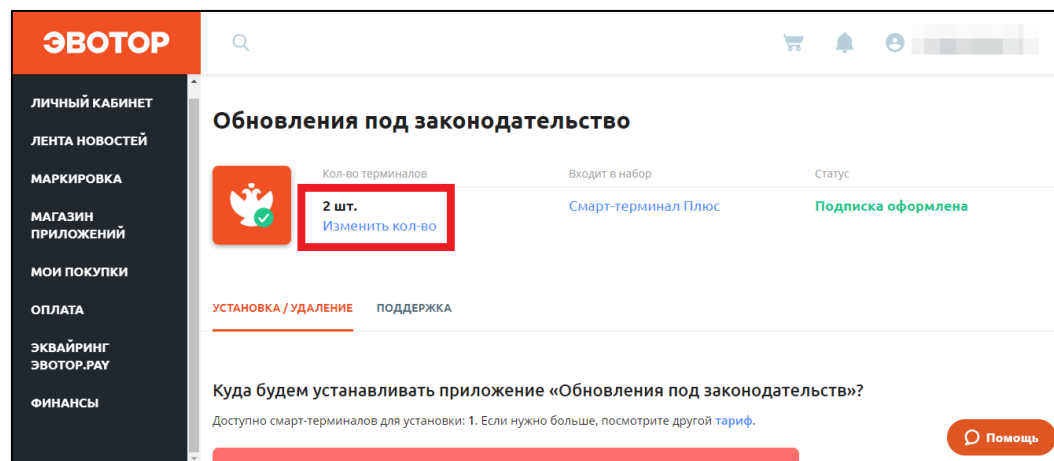 ЭВОТОР
ЛИЧНЫЙ КАБИНЕТ
ЛЕНТА НОВОСТЕЙ
МАРКИРОВКА
МАГАЗИН
ПРИЛОЖЕНИЙ
МОИ ПОКУПКИ
ОПЛАТА
ЭКВАЙРИНГ
ЭВОТОР.PAY
ФИНАНСЫ
Обновления под законодательство
Кол-во терминалов
Входит в набор
Статус
2 шт.
Смарт-терминал Плюс
Подписка оформлена
Изменить кол-во
УСТАНОВКА / УДАЛЕНИЕ
ПОДДЕРЖКА
Куда будем устанавливать приложение «Обновления под законодательств»?
Доступно смарт-терминалов для установки: 1. Если нужно больше, посмотрите другой тариф.
Помощь